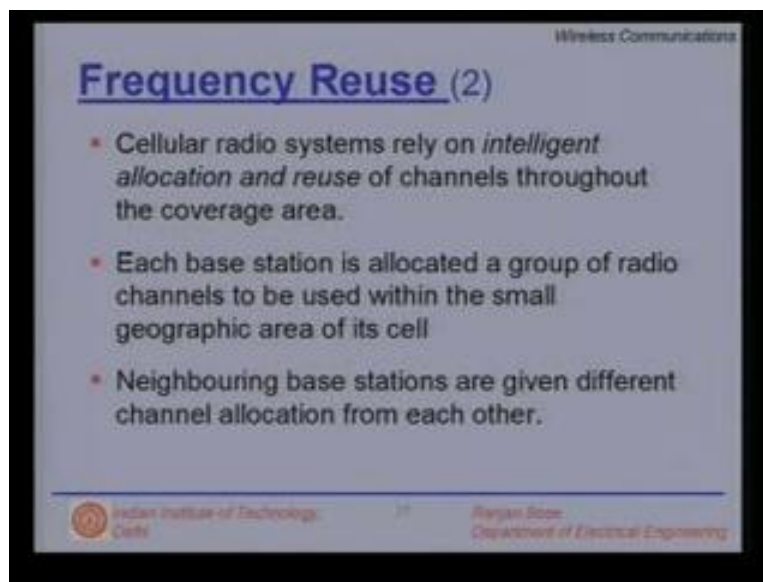 Wireless Communications
Frequency Reuse (2)
Cellular radio systems rely on intelligent
allocation and reuse of channels throughout
the coverage area.
Each base station is allocated a group of radio
channels to be used within the small
geographic area of its cell
Neighbouring base stations are given different
channel allocation from each other.
Indian Institute of Technology,
Delhi
Ranjan Bose
Department of Electrical Engineering